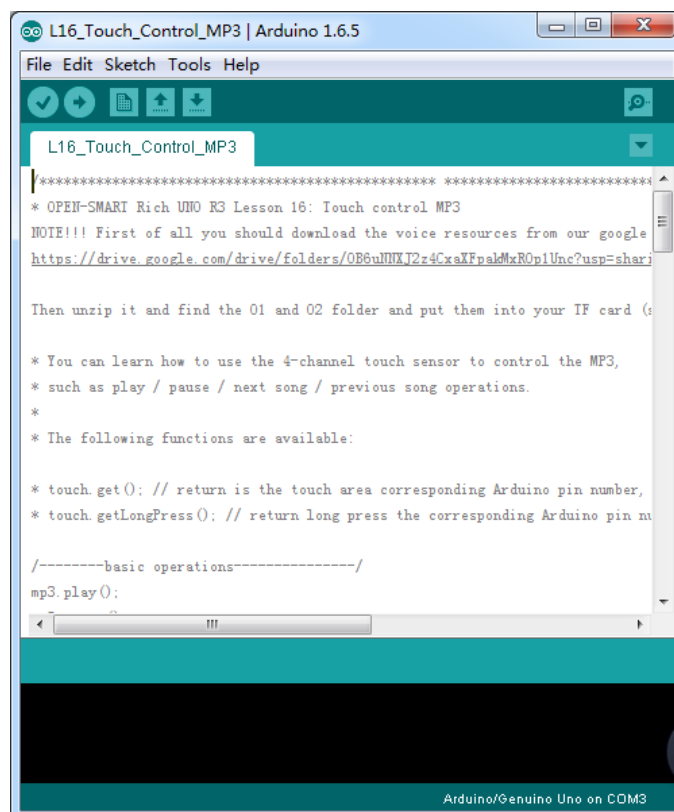 L16_Touch_Control_MP3 | Arduino 1.6.5
File Edit Sketch Tools Help
L16_Touch_Control_MP3
/************************************************* **************************
* OPEN-SMART Rich UNO R3 Lesson 16: Touch control MP3
NOTE!!! First of all you should download the voice resources from our google
https://drive.google.com/drive/folders/0B6uNNXJ2z4CxaXFpakMxR0p1Unc?usp=shari
Then unzip it and find the 01 and 02 folder and put them into your TF card
* You can learn how to use the 4-channel touch sensor to control the MP3,
* such as play / pause / next song / previous song operations.
*
* The following functions are available:
* touch.get(); // return is the touch area corresponding Arduino pin number,
* touch.getLongPress(); // return long press the corresponding Arduino pin nu
/--------basic operations---------------/
mp3.play();
Arduino/Genuino Uno on COM3